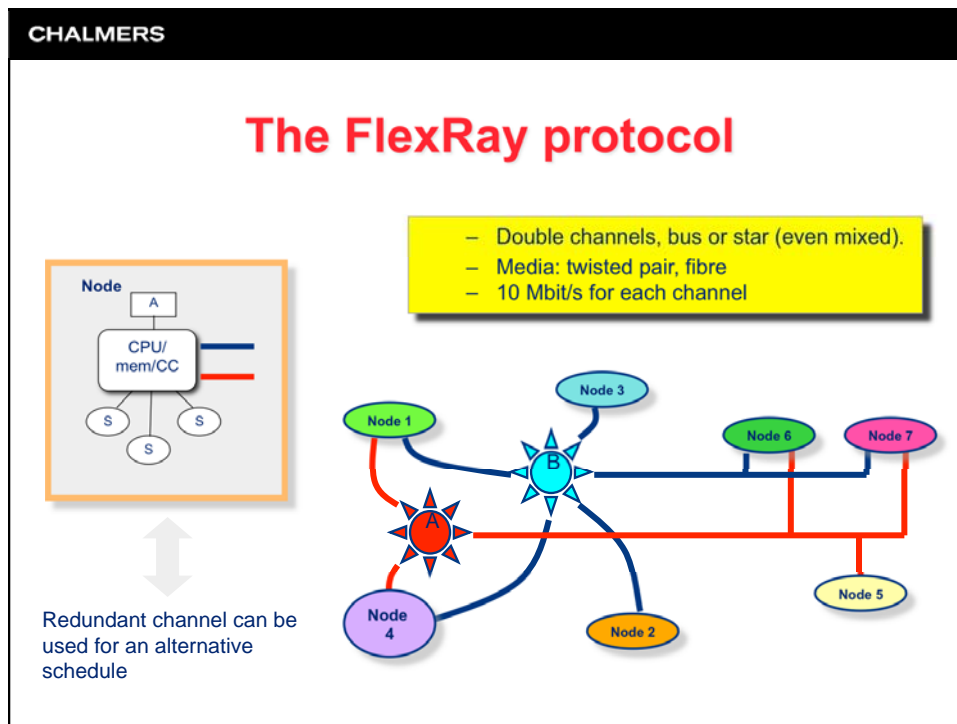 CHALMERS
The FlexRay protocol
– Double channels, bus or star (even mixed).
– Media: twisted pair, fibre
– 10 Mbit/s for each channel
Node
A
CPU/
mem/CC
S
S
S
Node 3
Node 1
Node 6
Node 7
B
A
Node 5
Node
4
Node 2
Redundant channel can be
used for an alternative
schedule